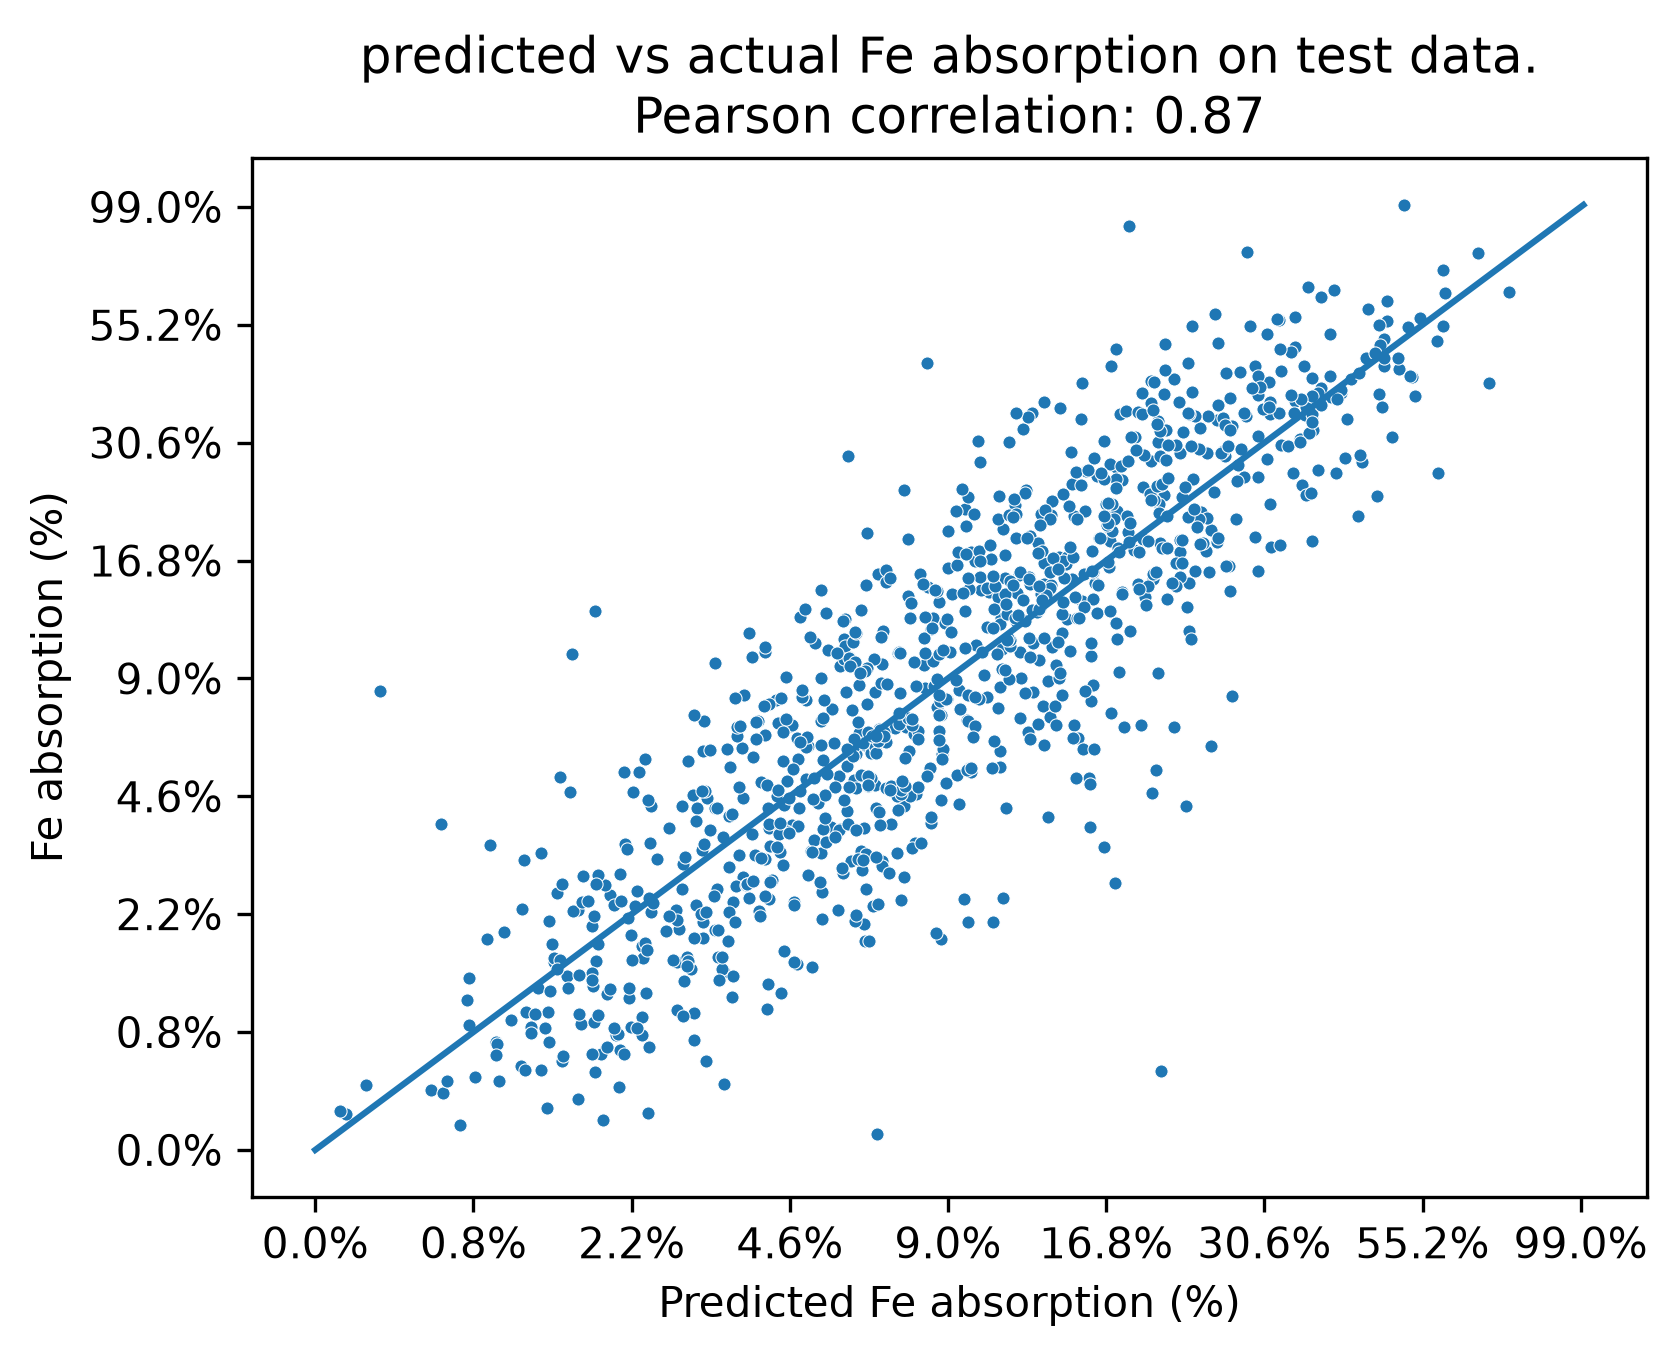 predicted vs actual Fe absorption on test data.
Pearson correlation: 0.87
99.0%
55.2%
30.6%
16.8%
9.0%
4.6%
2.2%
0.8%
0.0%
Fe absorption (%)
0.0% 0.8% 2.2% 4.6% 9.0% 16.8% 30.6% 55.2% 99.0%
Predicted Fe absorption (%)